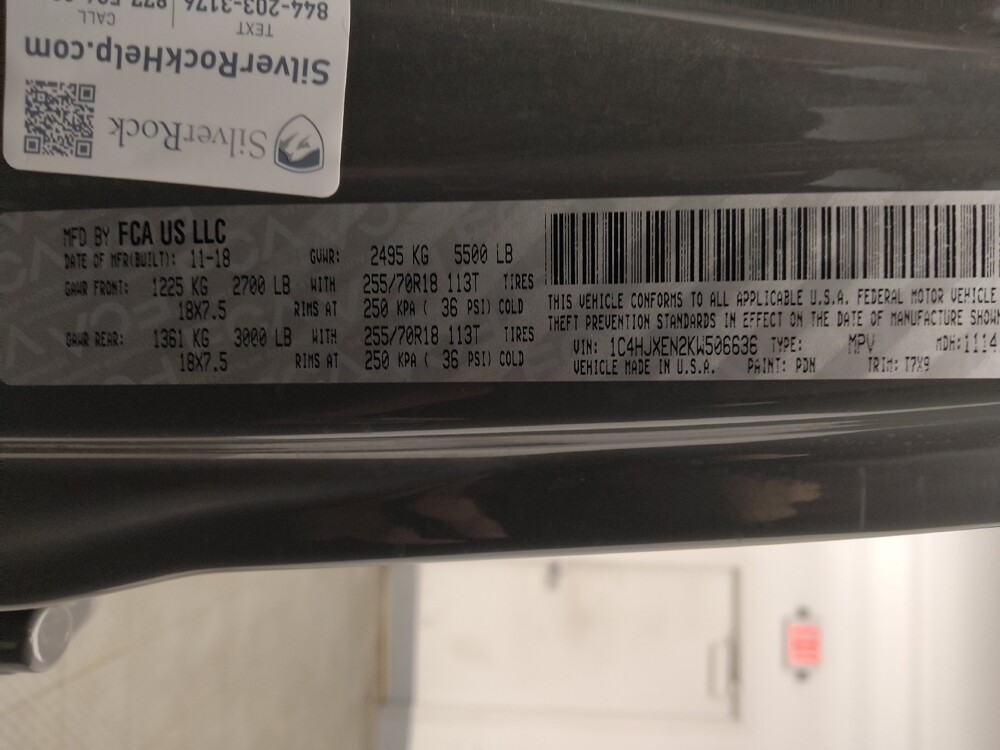 SilverRock
SilverRockHelp.com
TEXT CALL
844-203-3176
MFD BY FCA US LLC
DATE OF MFR(BUILT): 11-18 GVWR: 2495 KG 5500 LB
GAWR FRONT: 1225 KG 2700 LB WITH 255/70R18 113T TIRES
18X7.5 RIMS AT 250 KPA ( 36 PSI) COLD
GAWR REAR: 1361 KG 3000 LB WITH 255/70R18 113T TIRES
18X7.5 RIMS AT 250 KPA ( 36 PSI) COLD
THIS VEHICLE CONFORMS TO ALL APPLICABLE U.S.A. FEDERAL MOTOR VEHICLE
THEFT PREVENTION STANDARDS IN EFFECT ON THE DATE OF MANUFACTURE SHOWN
VIN: 1C4HJXEN2KW506636 TYPE: MPV MDH:1114
VEHICLE MADE IN U.S.A. PAINT: PDN TRIM: T7X9